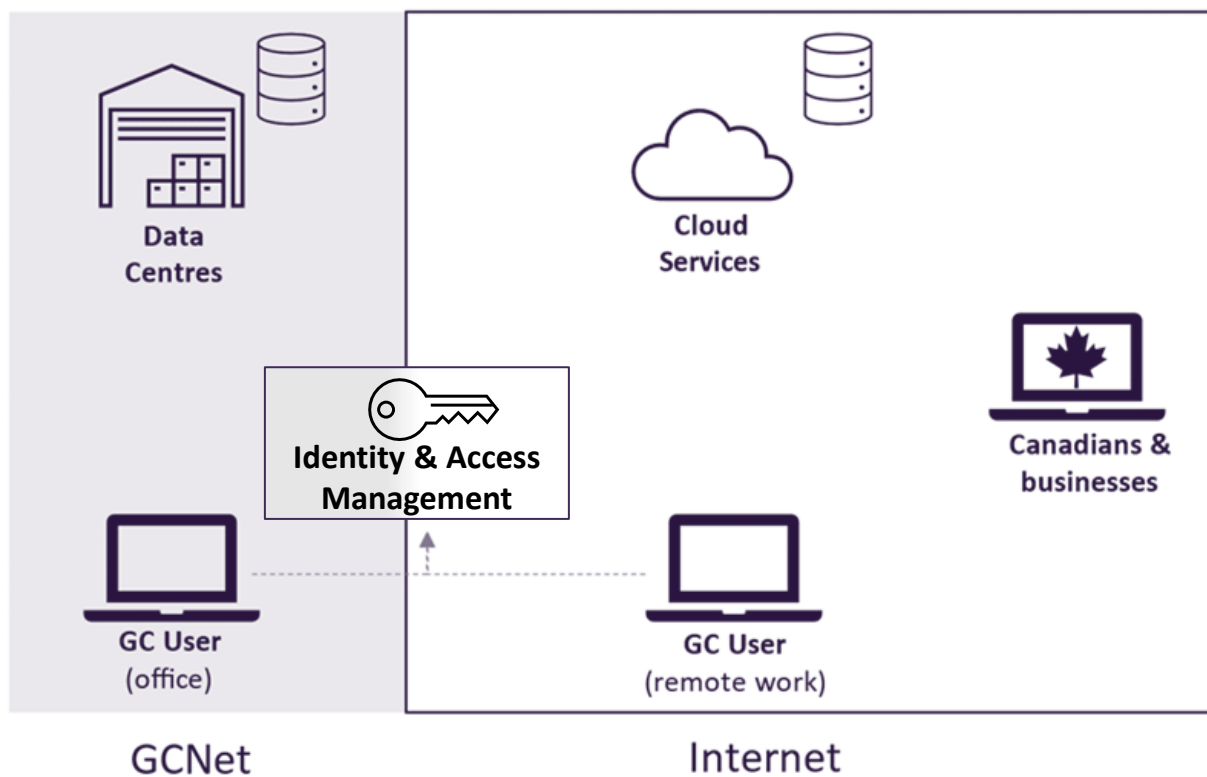 Data
Centres
Cloud
Services
Canadians &
businesses
Identity & Access
Management
GC User
(office)
GC User
(remote work)
GCNet
Internet